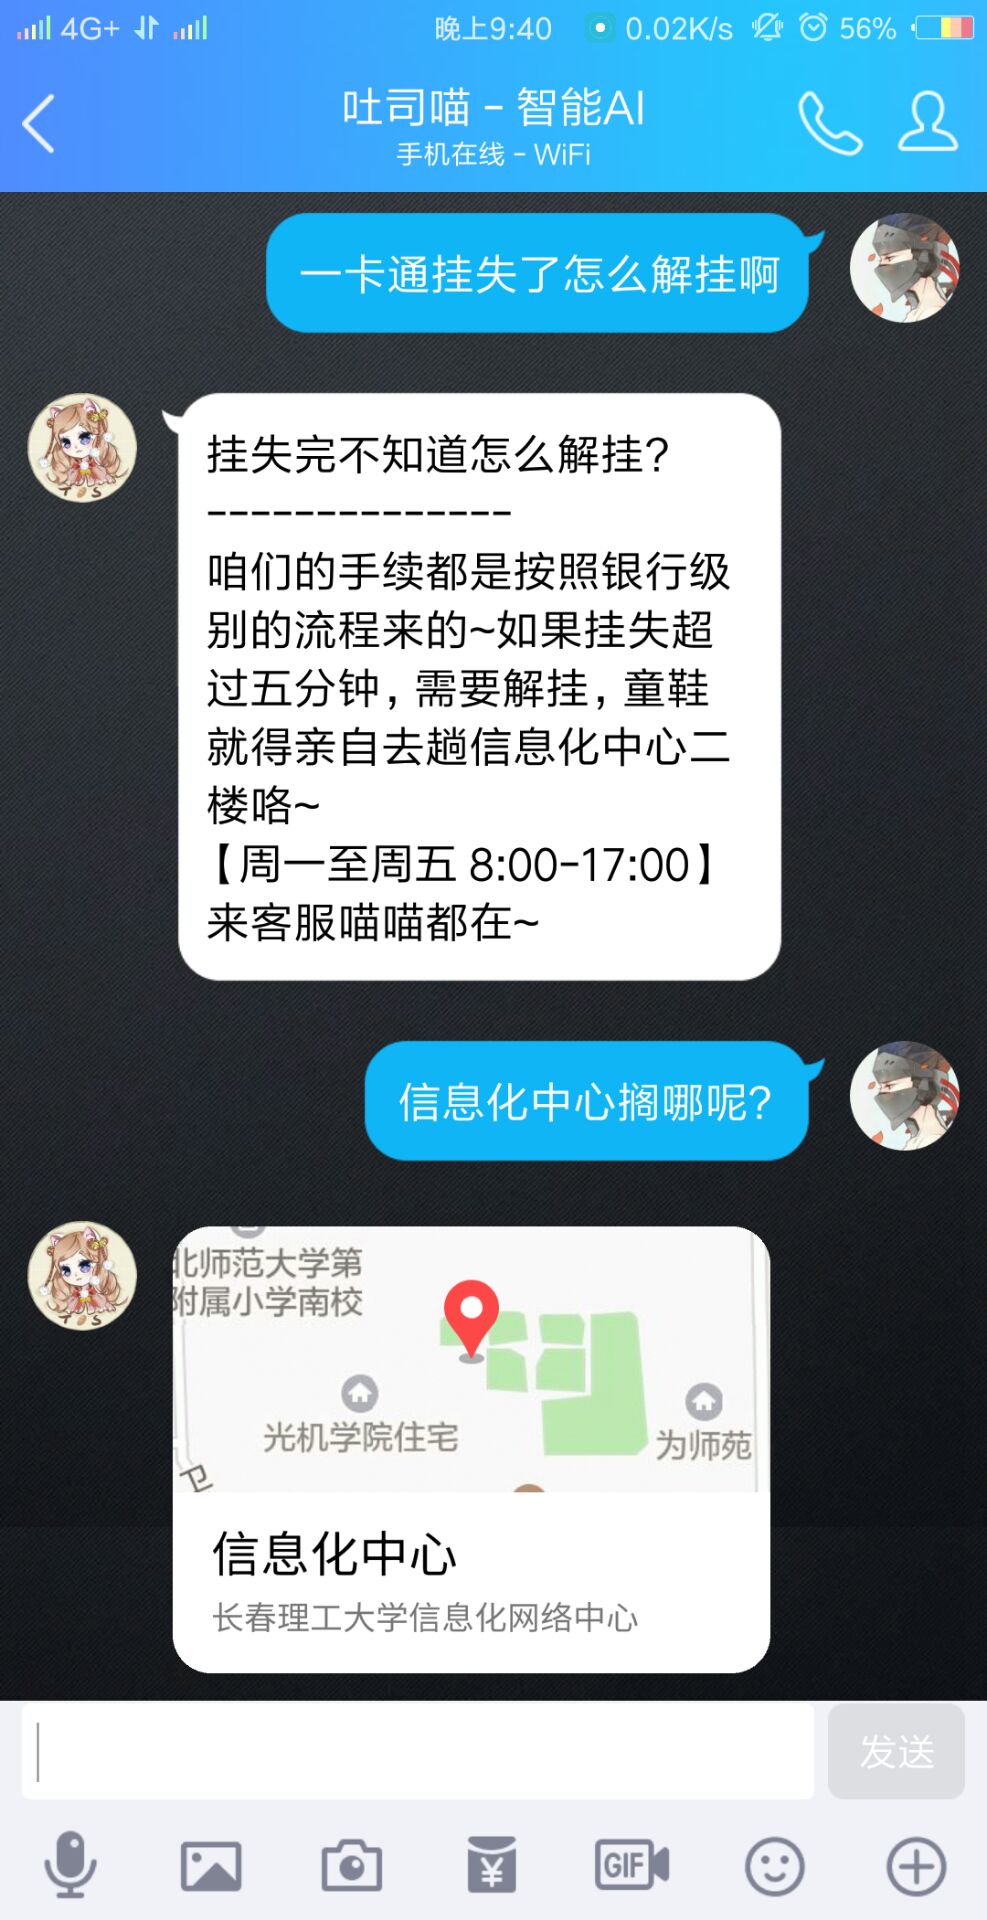 4G+ 晚上9:40 0.02K/s 56%
吐司喵 – 智能AI
手机在线 – WiFi
一卡通挂失了怎么解挂啊
挂失完不知道怎么解挂?
--------------
咱们的手续都是按照银行级
别的流程来的~如果挂失超
过五分钟, 需要解挂, 童鞋
就得亲自去趟信息化中心二
楼咯~
【周一至周五 8:00-17:00】
来客服喵喵都在~
信息化中心搁哪呢?
北师范大学第
附属小学南校
光机学院住宅
为师苑
卫
信息化中心
长春理工大学信息化网络中心
发送
GIF